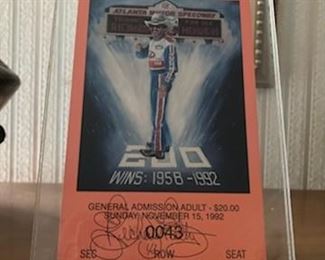 ATLANTA MOTOR SPEEDWAY
200
WINS: 1958-1992
GENERAL ADMISSION ADULT - $20.00
SUNDAY, NOVEMBER 15, 1992
0043
SEC ROW SEAT